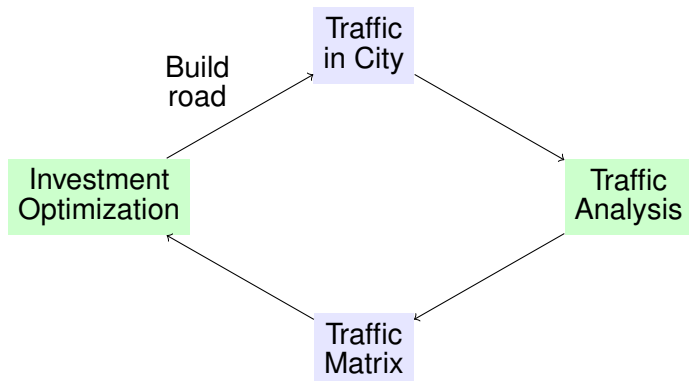 Traffic
in City
Build
road
Investment
Optimization
Traffic
Analysis
Traffic
Matrix